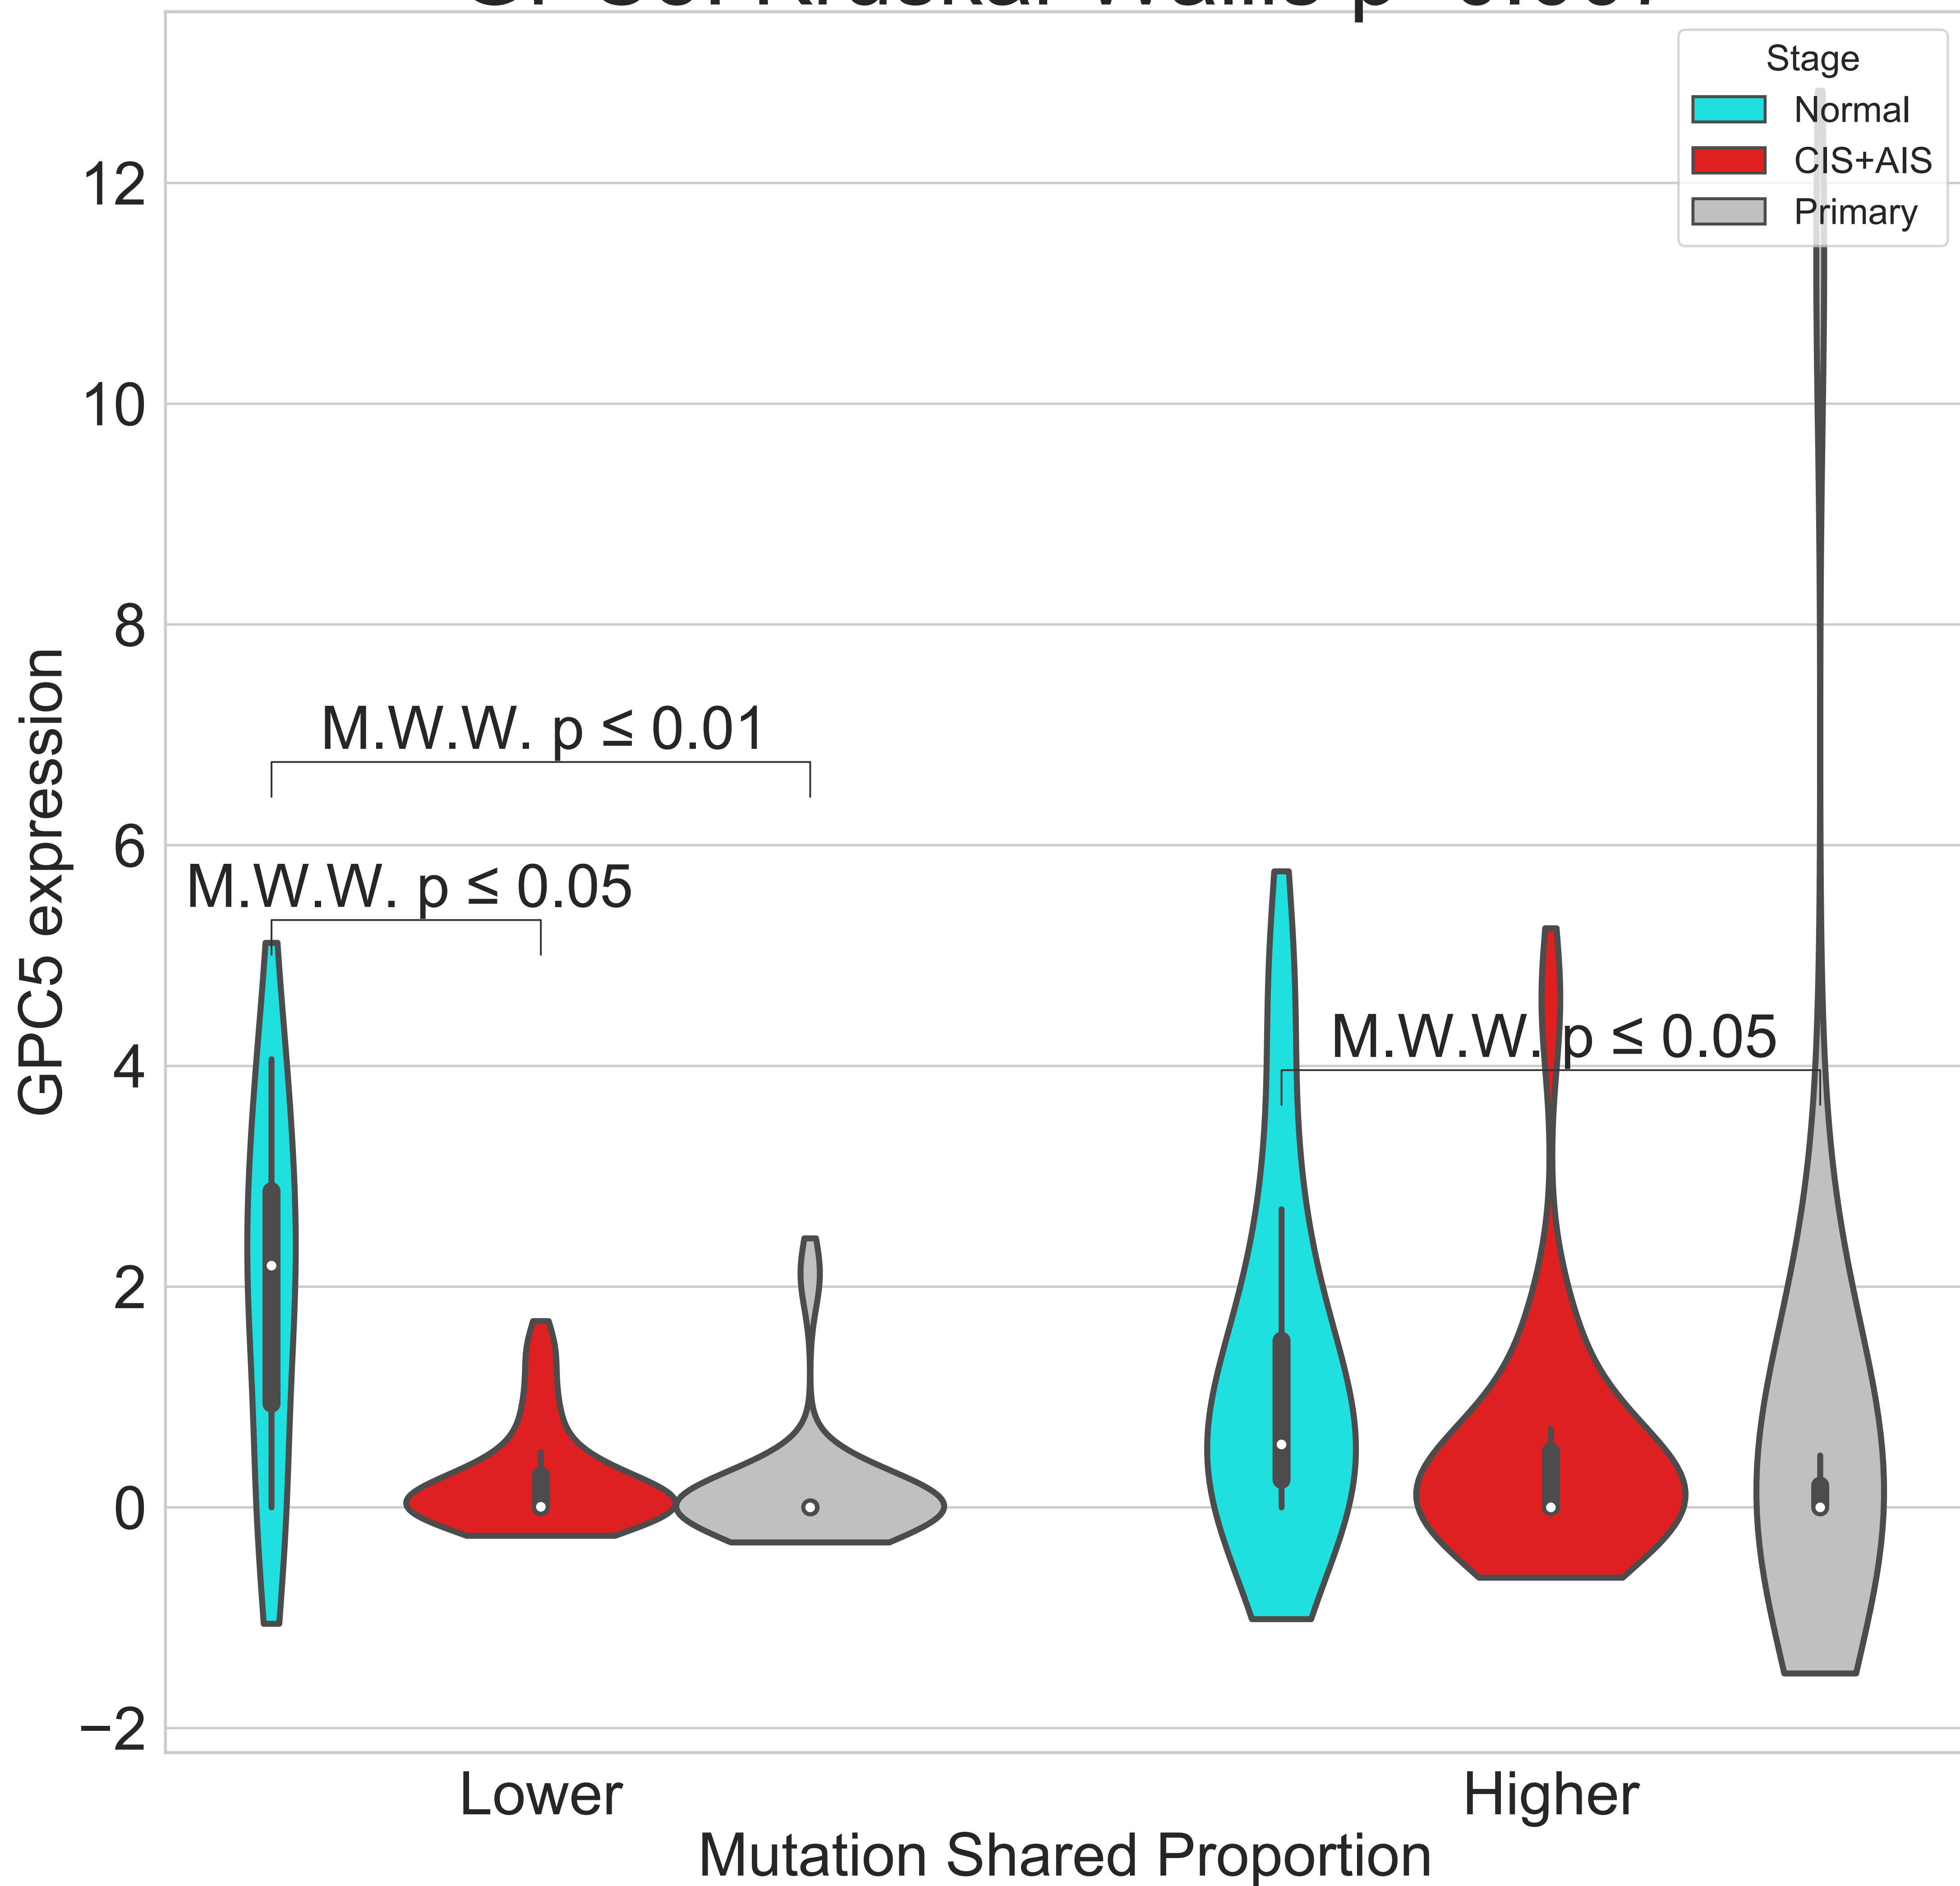 Stage
Normal
CIS+AIS
Primary
12
10
8
6
4
2
0
−2
GPC5 expression
M.W.W. p ≤ 0.01
M.W.W. p ≤ 0.05
M.W.W. p ≤ 0.05
Lower
Higher
Mutation Shared Proportion